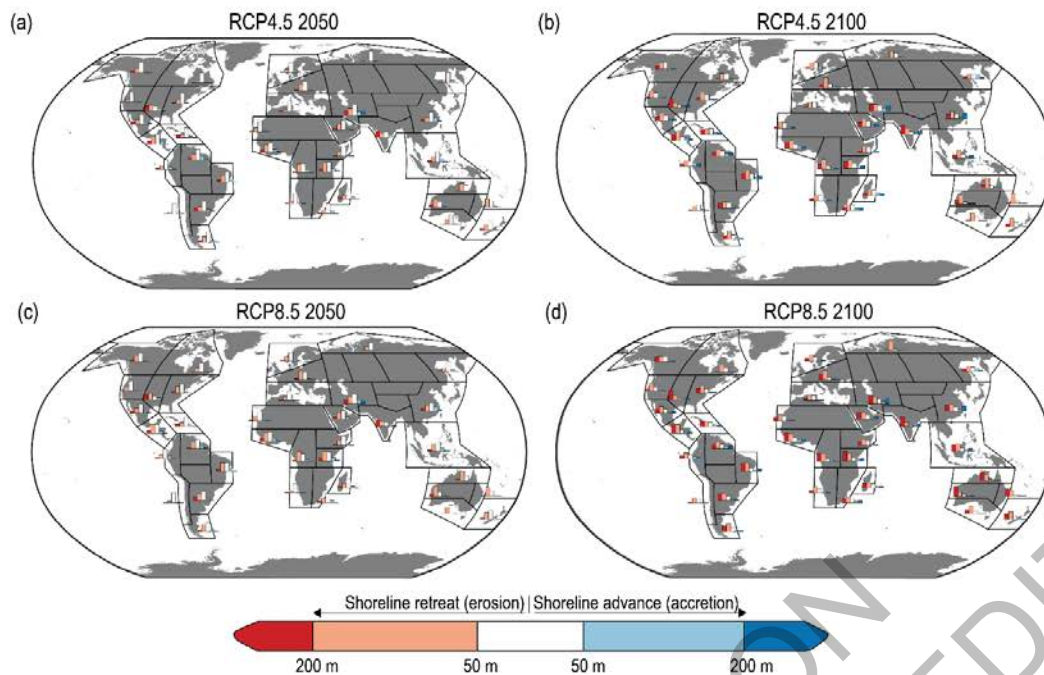 (a)
RCP4.5 2050
(b)
RCP4.5 2100
(c)
RCP8.5 2050
(d)
RCP8.5 2100
Shoreline retreat (erosion) | Shoreline advance (accretion)
200 m 50 m 50 m 200 m